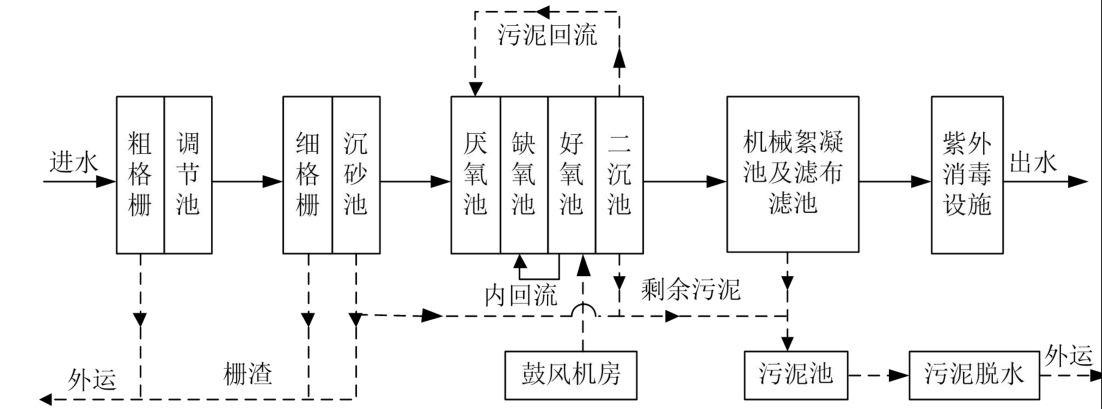 污泥回流
进水
粗格栅
调节池
细格栅
沉砂池
厌氧池
缺氧池
好氧池
二沉池
机械絮凝
池及滤布
滤池
紫外
消毒
设施
出水
内回流
剩余污泥
外运
栅渣
鼓风机房
污泥池
污泥脱水
外运